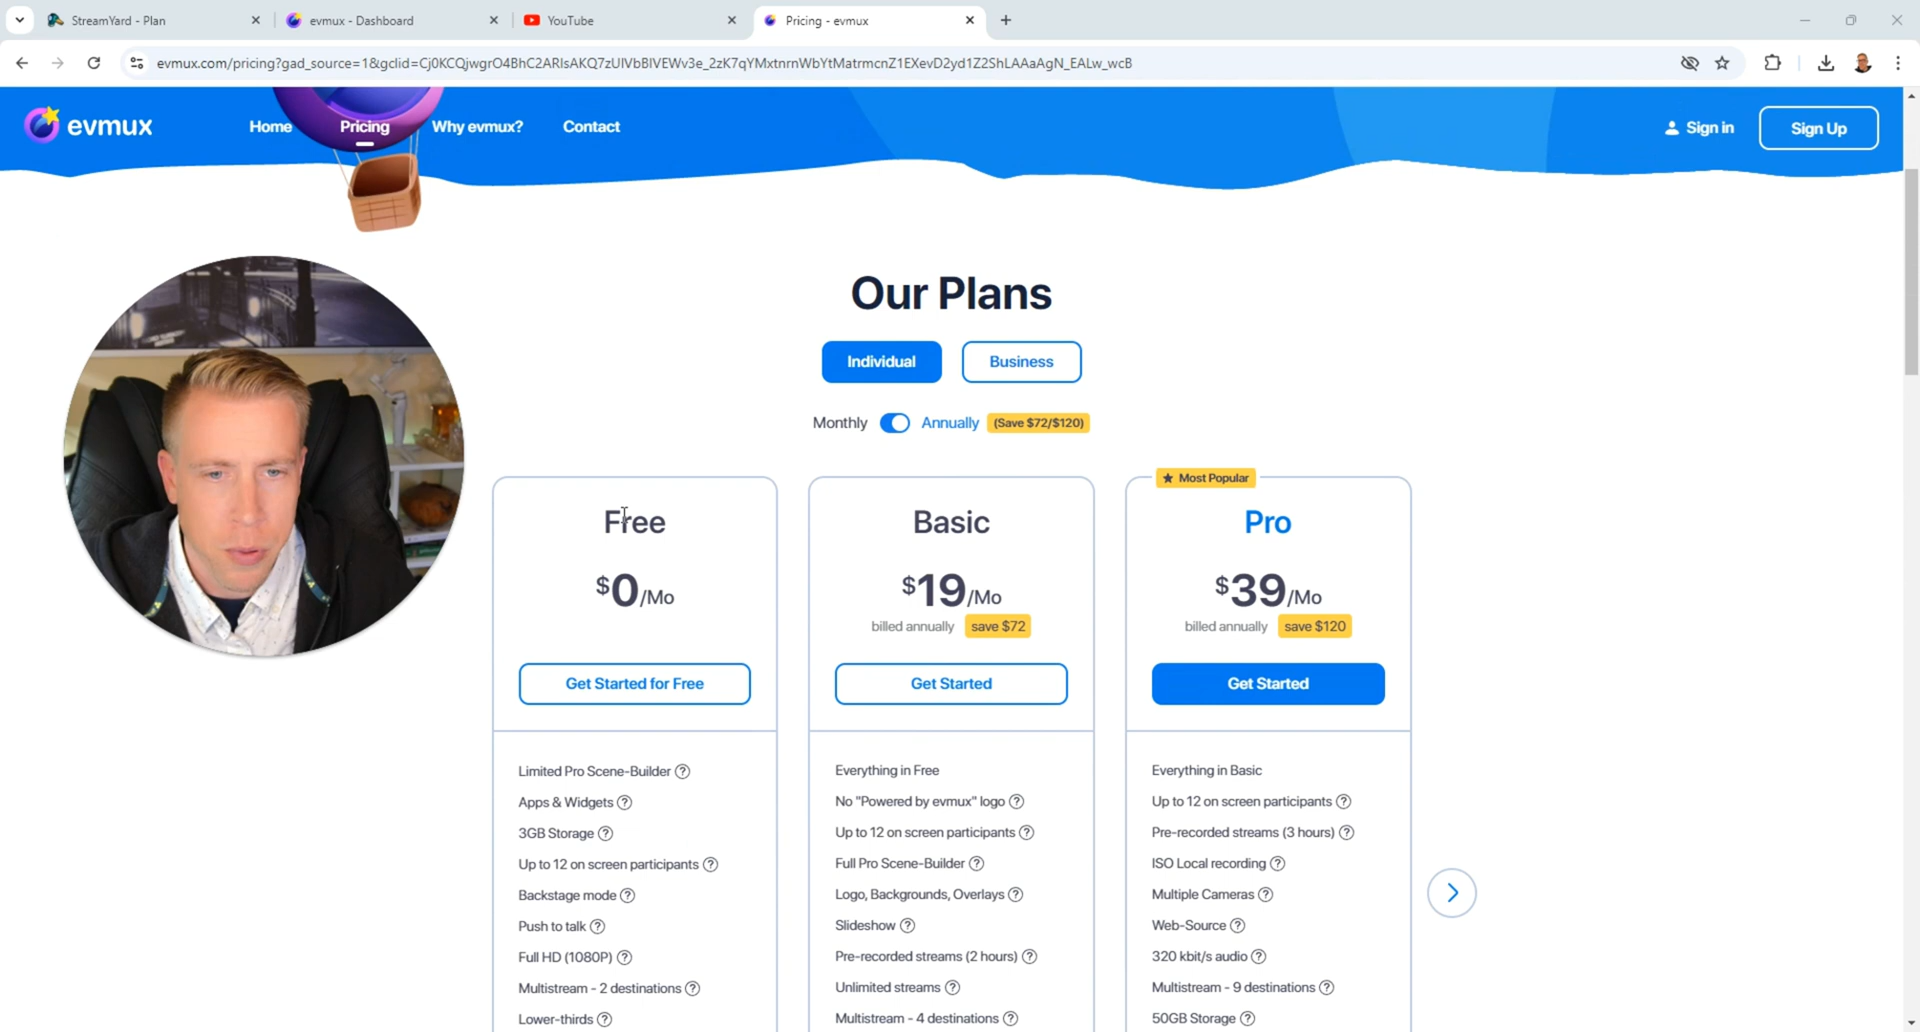 StreamYard - Plan
evmux - Dashboard
YouTube
Pricing - evmux
evmux.com/pricing?gad_source=1&gclid=Cj0KCQjwgrO4BhC2ARIsAKQ7zUIVbBIVEWv3e_2zK7qYMxtnrnWbYtMatrmcnZ1EXevD2yd1Z2ShLAAaAgN_EALw_wcB
evmux
Home
Pricing
Why evmux?
Contact
Sign in
Sign Up
Our Plans
Individual
Business
Monthly
Annually
(Save $72/$120)
Free
$0/Mo
Get Started for Free
Limited Pro Scene-Builder
Apps & Widgets
3GB Storage
Up to 12 on screen participants
Backstage mode
Push to talk
Full HD (1080P)
Multistream - 2 destinations
Lower-thirds
Basic
$19/Mo
billed annually save $72
Get Started
Everything in Free
No "Powered by evmux" logo
Up to 12 on screen participants
Full Pro Scene-Builder
Logo, Backgrounds, Overlays
Slideshow
Pre-recorded streams (2 hours)
Unlimited streams
Multistream - 4 destinations
Most Popular
Pro
$39/Mo
billed annually save $120
Get Started
Everything in Basic
Up to 12 on screen participants
Pre-recorded streams (3 hours)
ISO Local recording
Multiple Cameras
Web-Source
320 kbit/s audio
Multistream - 9 destinations
50GB Storage